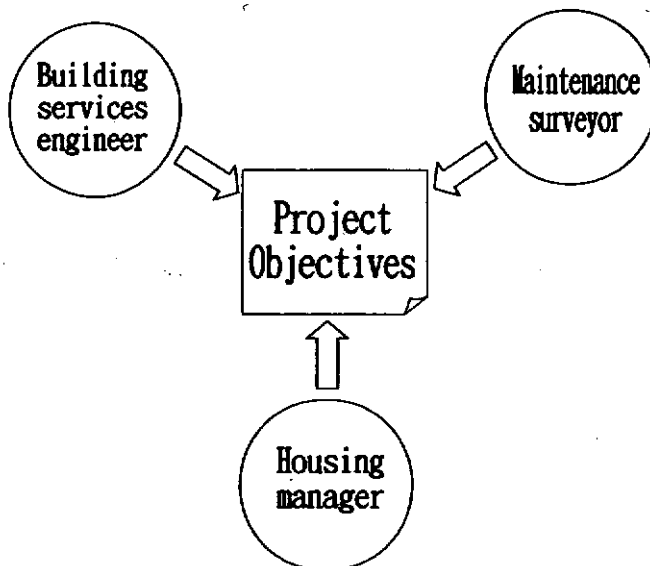 Building
services
engineer
Maintenance
surveyor
Project
Objectives
Housing
manager